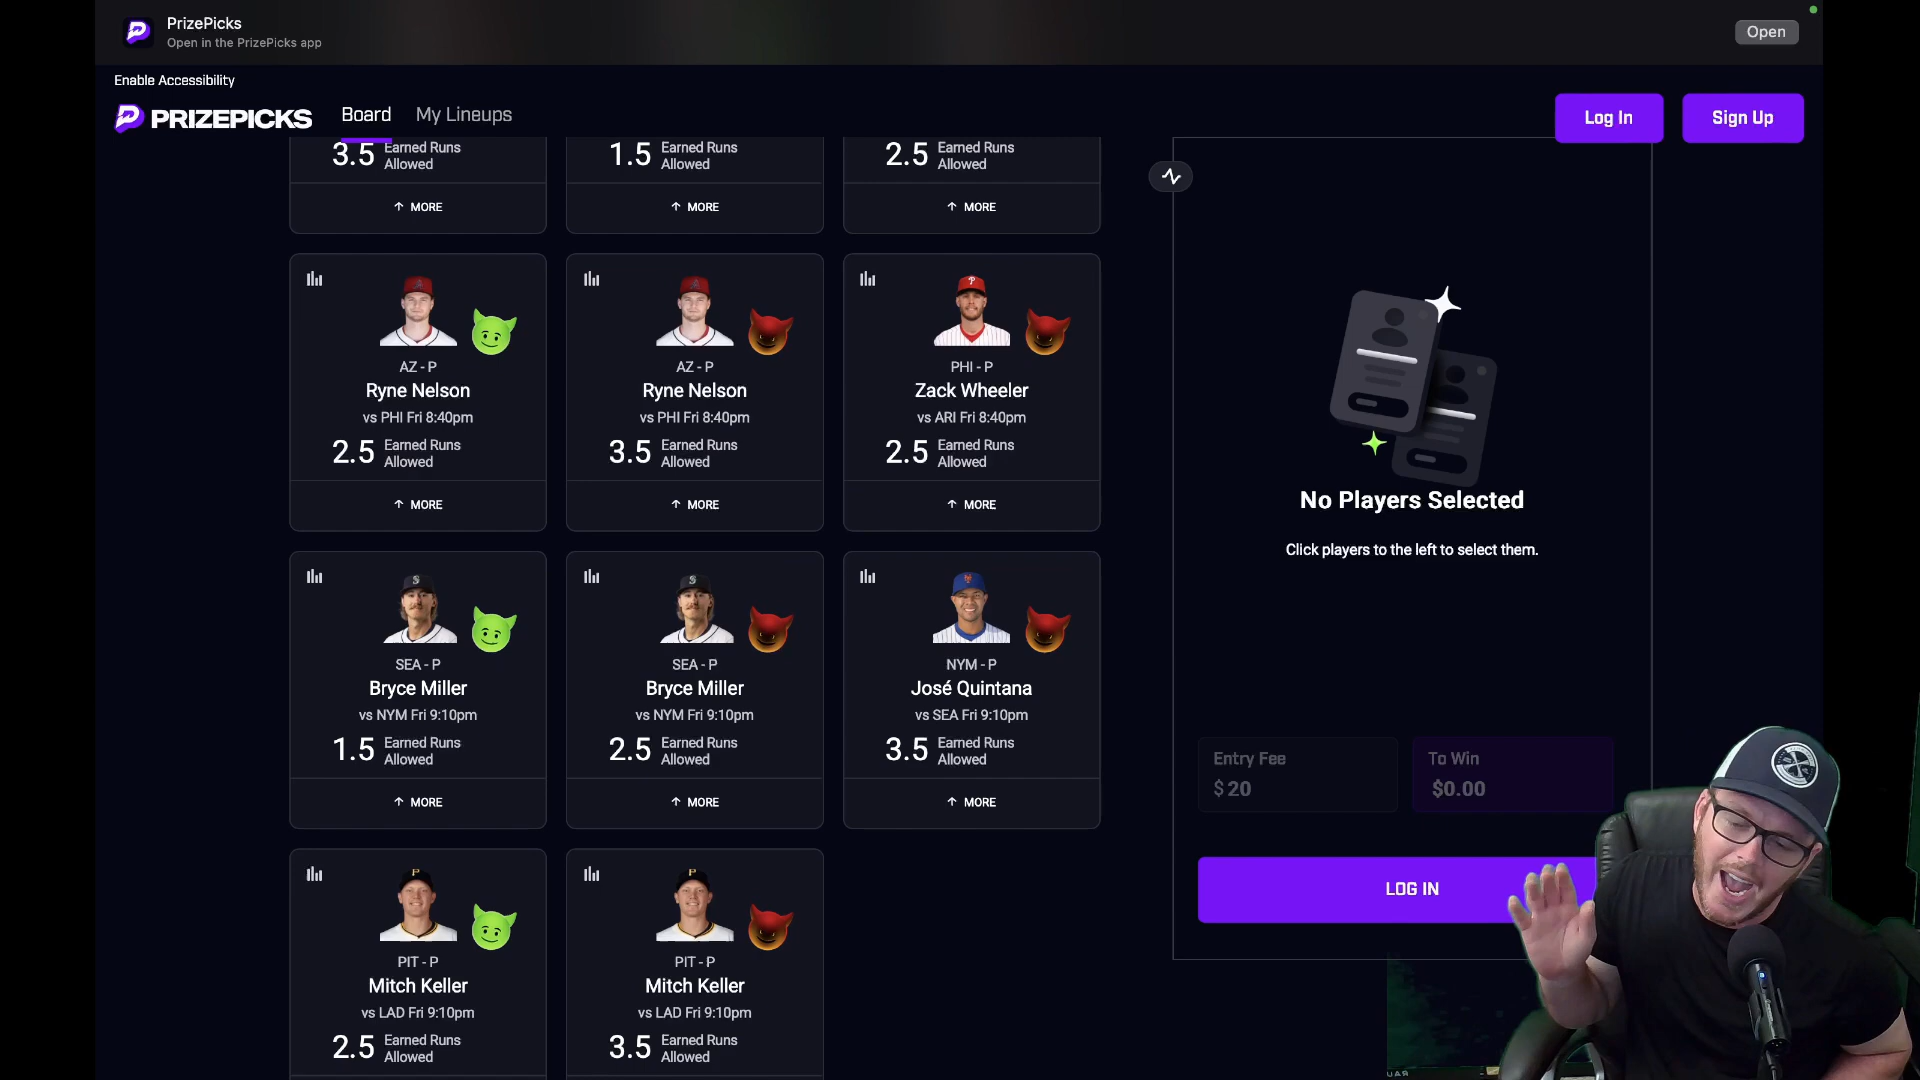 PrizePicks
Open in the PrizePicks app
Open
Enable Accessibility
PRIZEPICKS
Board
My Lineups
Log In
Sign Up
3.5 Earned Runs
Allowed
↑ MORE
1.5 Earned Runs
Allowed
↑ MORE
2.5 Earned Runs
Allowed
↑ MORE
AZ - P
Ryne Nelson
vs PHI Fri 8:40pm
2.5 Earned Runs
Allowed
↑ MORE
AZ - P
Ryne Nelson
vs PHI Fri 8:40pm
3.5 Earned Runs
Allowed
↑ MORE
PHI - P
Zack Wheeler
vs ARI Fri 8:40pm
2.5 Earned Runs
Allowed
↑ MORE
SEA - P
Bryce Miller
vs NYM Fri 9:10pm
1.5 Earned Runs
Allowed
↑ MORE
SEA - P
Bryce Miller
vs NYM Fri 9:10pm
2.5 Earned Runs
Allowed
↑ MORE
NYM - P
José Quintana
vs SEA Fri 9:10pm
3.5 Earned Runs
Allowed
↑ MORE
PIT - P
Mitch Keller
vs LAD Fri 9:10pm
2.5 Earned Runs
Allowed
PIT - P
Mitch Keller
vs LAD Fri 9:10pm
3.5 Earned Runs
Allowed
No Players Selected
Click players to the left to select them.
Entry Fee
$ 20
To Win
$0.00
LOG IN